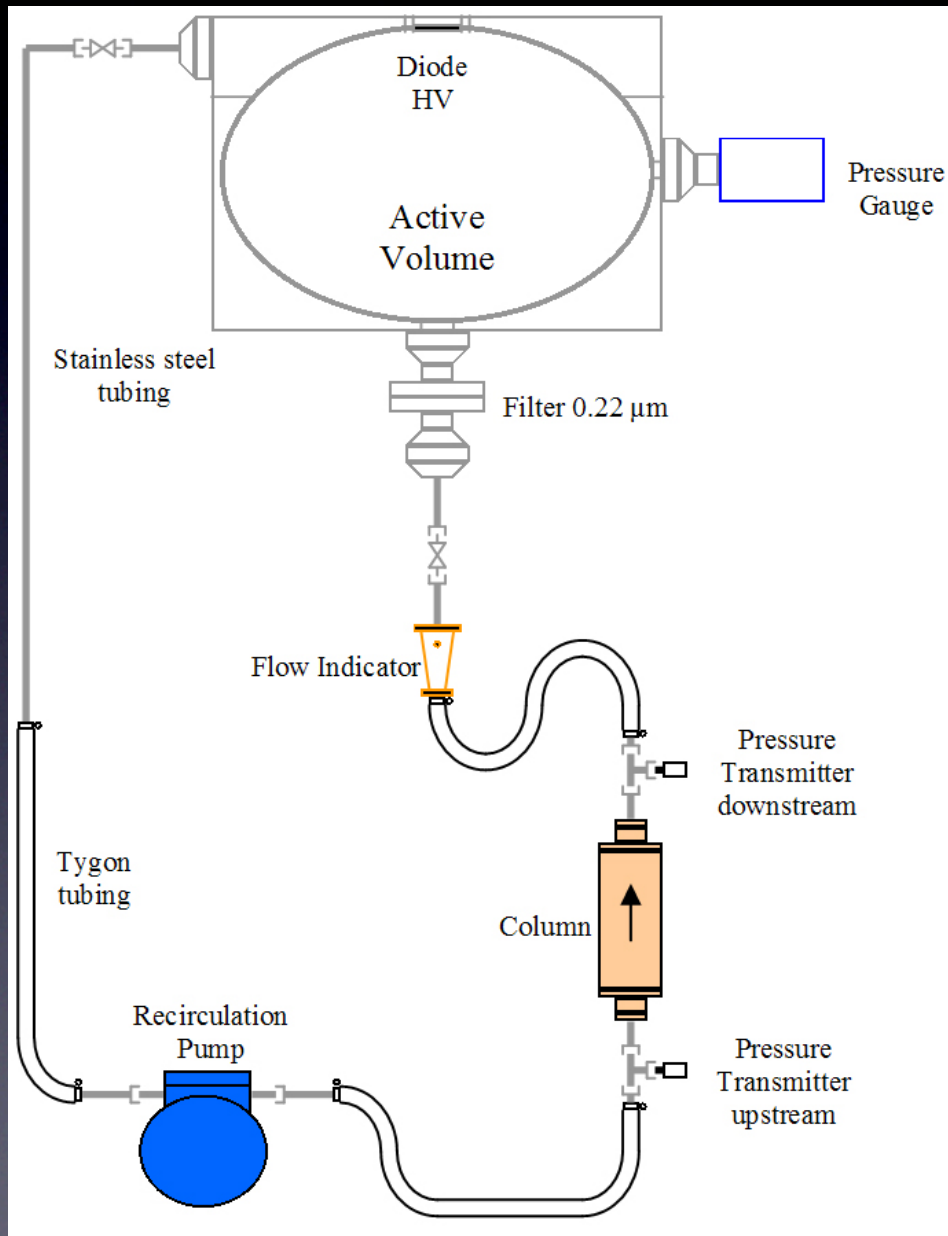 Diode
HV
Active
Volume
Pressure
Gauge
Stainless steel
tubing
Filter 0.22 µm
Flow Indicator
Pressure
Transmitter
downstream
Tygon
tubing
Column
Recirculation
Pump
Pressure
Transmitter
upstream